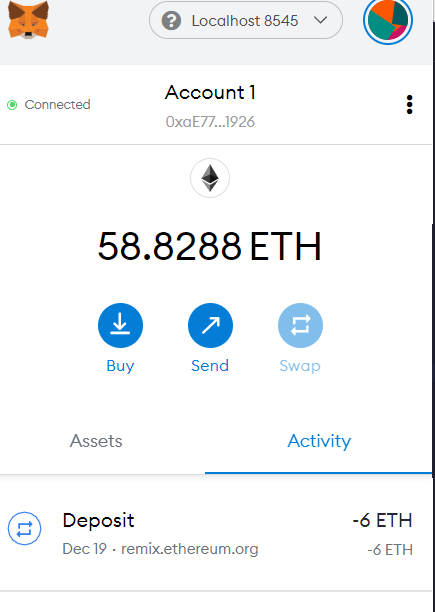 Localhost 8545
Connected
Account 1
0xaE77...1926
58.8288 ETH
Buy
Send
Swap
Assets
Activity
Deposit
-6 ETH
Dec 19 · remix.ethereum.org
-6 ETH